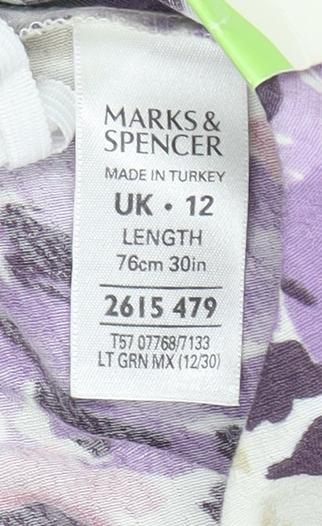 MARKS &
SPENCER
MADE IN TURKEY
UK • 12
LENGTH
76cm 30in
2615 479
T57 07768/7133
LT GRN MX (12/30)